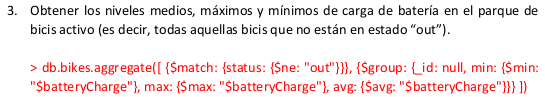 3. Obtener los niveles medios, máximos y mínimos de carga de batería en el parque de
bicis activo (es decir, todas aquellas bicis que no están en estado “out”).
> db.bikes.aggregate([ {$match: {status: {$ne: "out"}}}, {$group: {_id: null, min: {$min:
"$batteryCharge"}, max: {$max: "$batteryCharge"}, avg: {$avg: "$batteryCharge"}}} ])